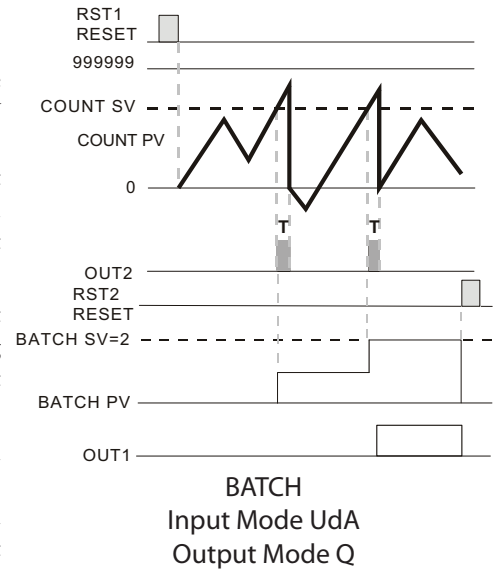 RST1
RESET
999999
COUNT SV
COUNT PV
0
T T
OUT2
RST2
RESET
BATCH SV=2
BATCH PV
OUT1
BATCH
Input Mode UdA
Output Mode Q